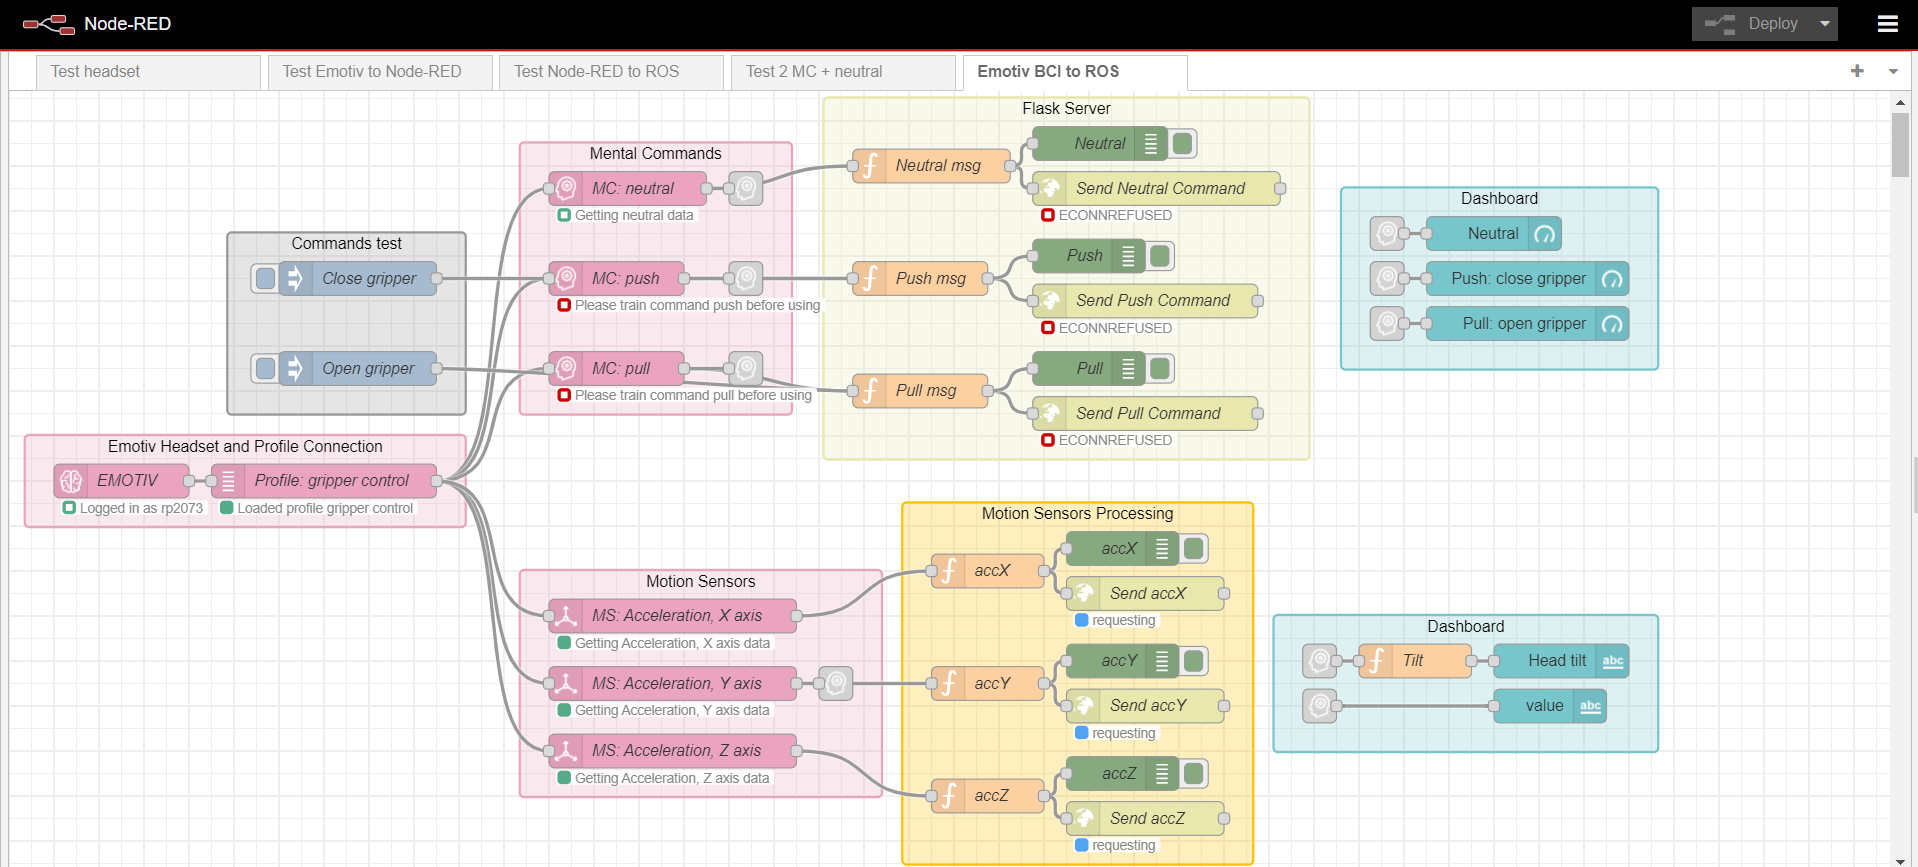 Node-RED
Deploy
Test headset
Test Emotiv to Node-RED
Test Node-RED to ROS
Test 2 MC + neutral
Emotiv BCI to ROS
Commands test
Close gripper
Open gripper
Emotiv Headset and Profile Connection
EMOTIV
Logged in as rp2073
Profile: gripper control
Loaded profile gripper control
Mental Commands
MC: neutral
Getting neutral data
MC: push
Please train command push before using
MC: pull
Please train command pull before using
Flask Server
Neutral msg
Neutral
Send Neutral Command
ECONNREFUSED
Push msg
Push
Send Push Command
ECONNREFUSED
Pull msg
Pull
Send Pull Command
ECONNREFUSED
Dashboard
Neutral
Push: close gripper
Pull: open gripper
Motion Sensors
MS: Acceleration, X axis
Getting Acceleration, X axis data
MS: Acceleration, Y axis
Getting Acceleration, Y axis data
MS: Acceleration, Z axis
Getting Acceleration, Z axis data
Motion Sensors Processing
accX
accX
Send accX
requesting
accY
accY
Send accY
requesting
accZ
accZ
Send accZ
requesting
Dashboard
Tilt
Head tilt
abc
value
abc